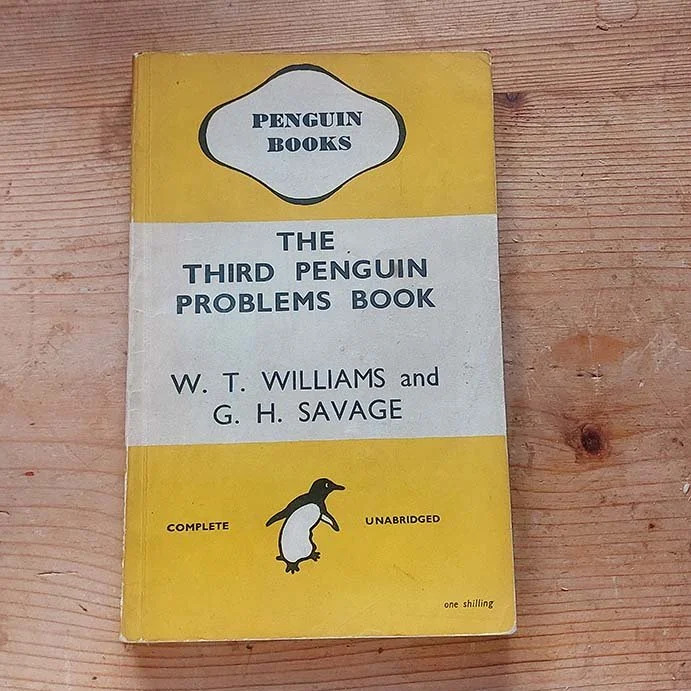 PENGUIN
BOOKS
THE
THIRD PENGUIN
PROBLEMS BOOK
W. T. WILLIAMS and
G. H. SAVAGE
COMPLETE UNABRIDGED
one shilling